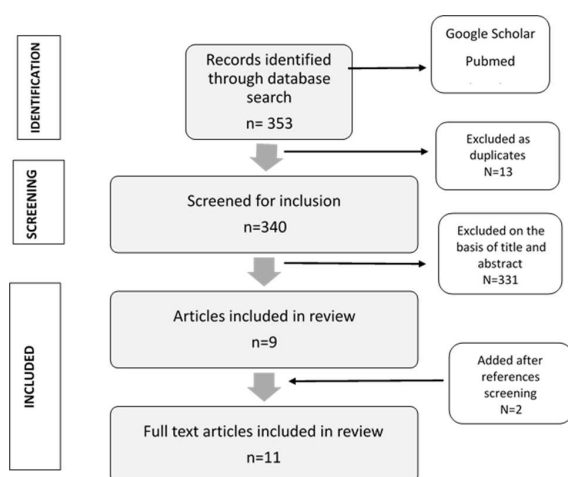 IDENTIFICATION
Records identified
through database
search
n= 353
Google Scholar
Pubmed
Excluded as
duplicates
N=13
SCREENING
Screened for inclusion
n=340
Excluded on the
basis of title and
abstract
N=331
INCLUDED
Articles included in review
n=9
Added after
references
screening
N=2
Full text articles included in review
n=11